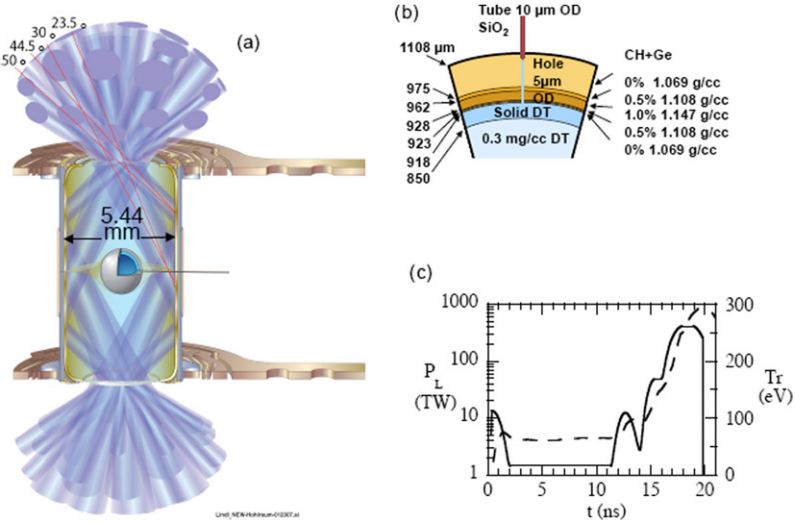 (a)
23.5°
30°
44.5°
50°
5.44
mm
Lindl_NEW-Hohlraum-012307.ai
(b)
Tube 10 µm OD
SiO2
1108 µm
975
962
928
923
918
850
Hole
5µm
OD
Solid DT
0.3 mg/cc DT
CH+Ge
0% 1.069 g/cc
0.5% 1.108 g/cc
1.0% 1.147 g/cc
0.5% 1.108 g/cc
0% 1.069 g/cc
(c)
1000
100
10
1
PL
(TW)
300
200
100
0
Tr
(eV)
0 5 10 15 20
t (ns)